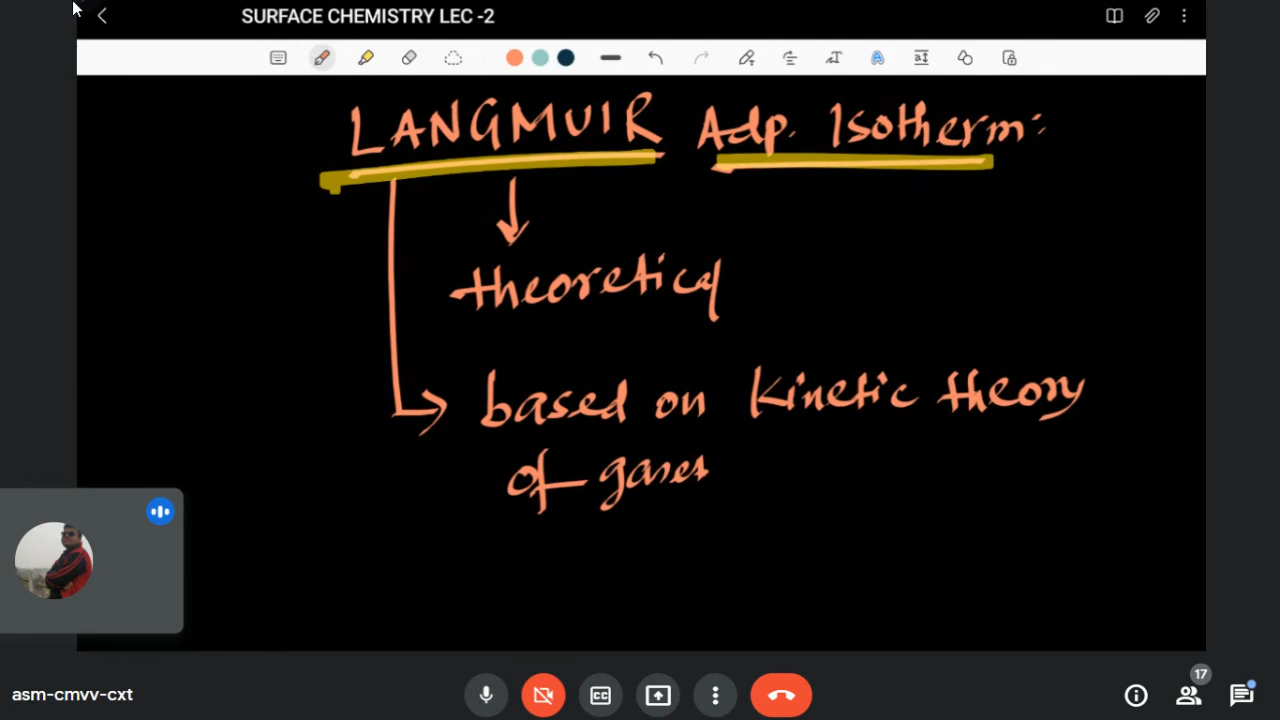 SURFACE CHEMISTRY LEC -2
LANGMUIR Adp. Isotherm:
theoretical
based on Kinetic theory
of gases
17
asm-cmvv-cxt